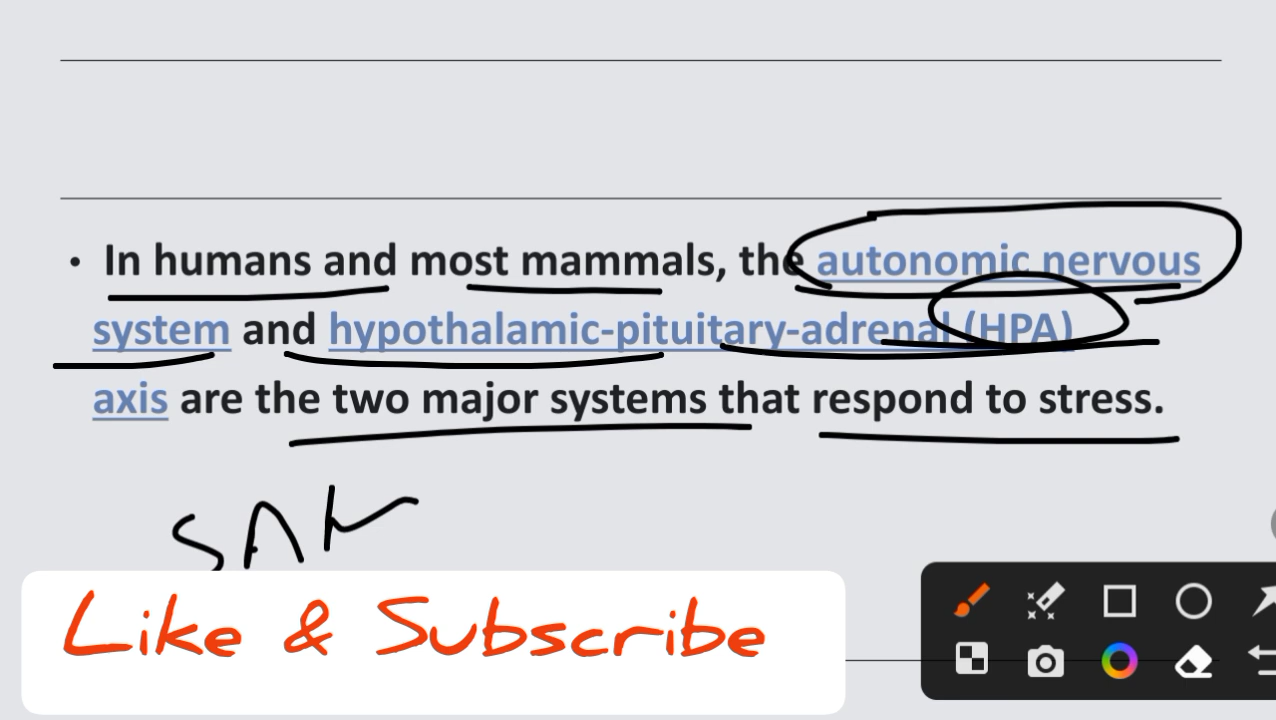 • In humans and most mammals, the autonomic nervous
system and hypothalamic-pituitary-adrenal (HPA)
axis are the two major systems that respond to stress.
Like & Subscribe